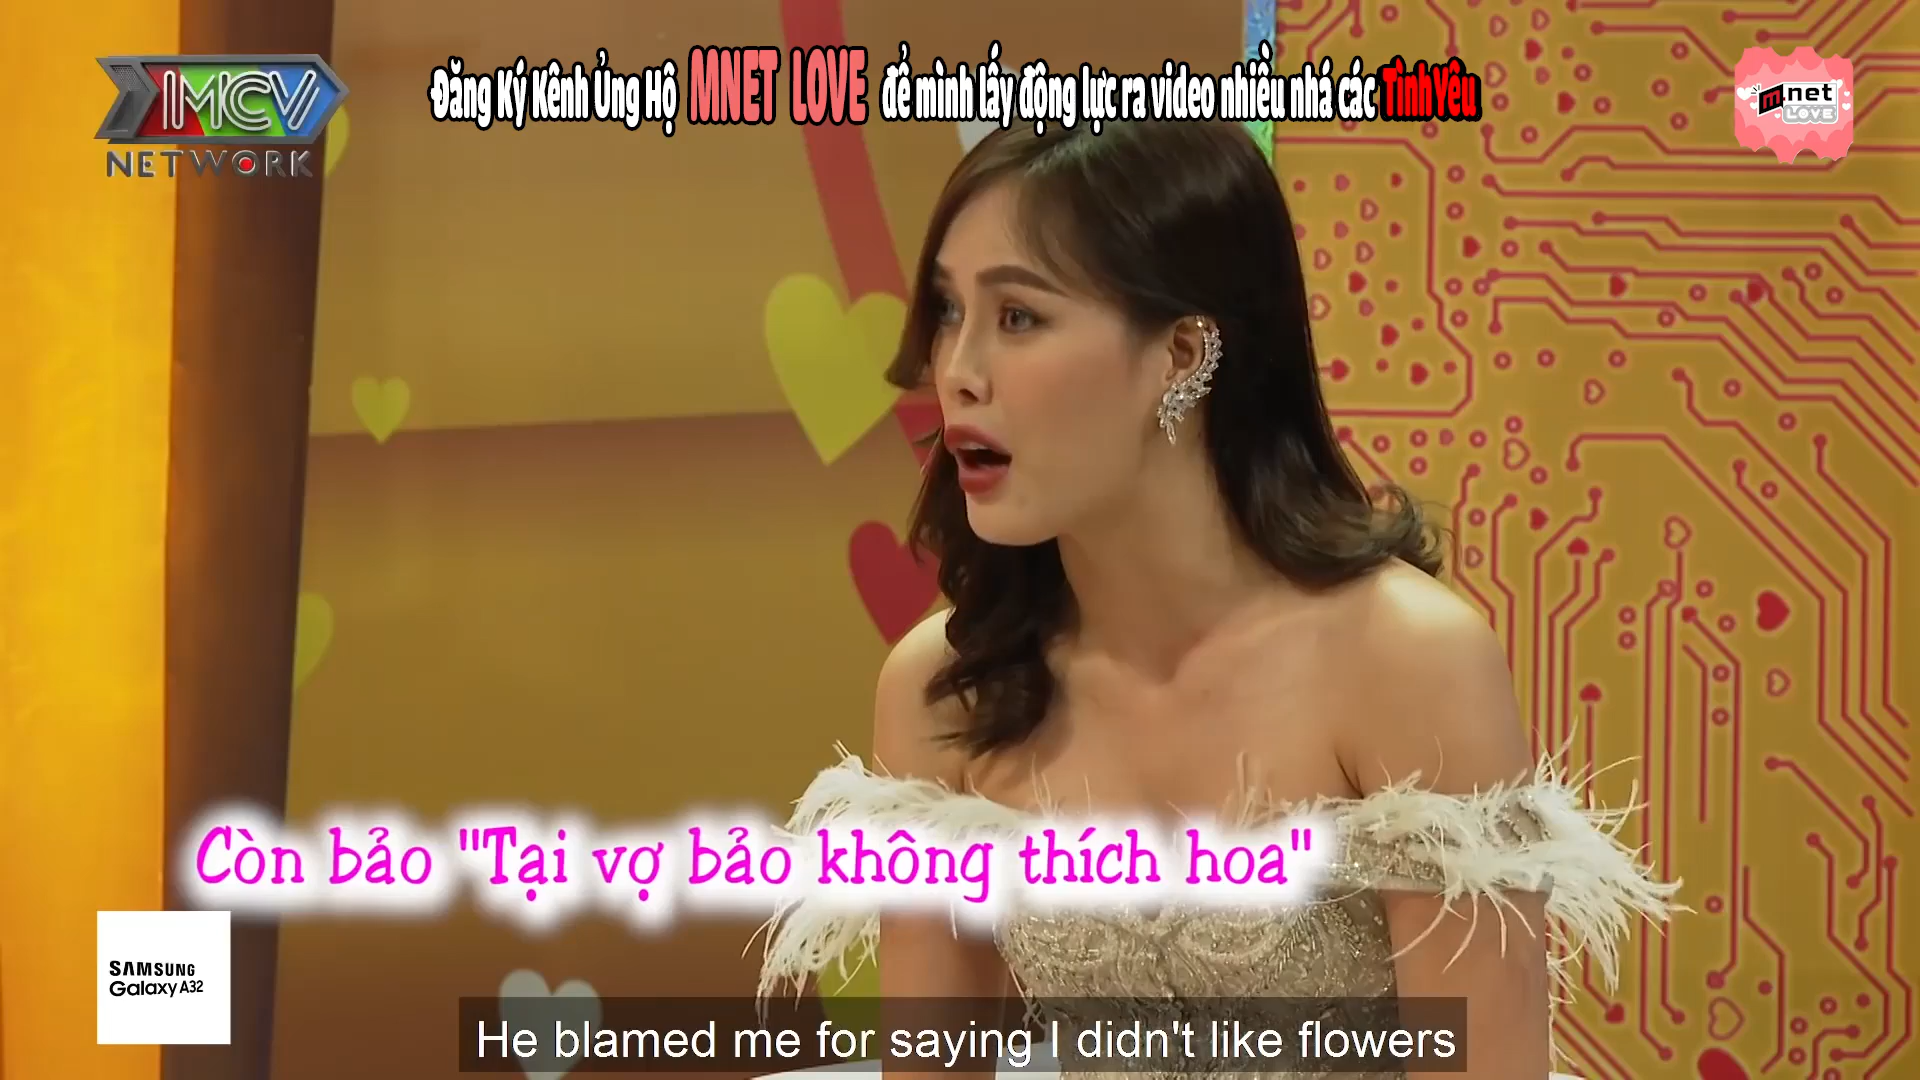 MCV
NETWORK
Đăng Ký Kênh Ủng Hộ MNET LOVE để mình lấy động lực ra video nhiều nhá các Tình Yêu
m.net
LOVE
Còn bảo "Tại vợ bảo không thích hoa"
SAMSUNG
Galaxy A32
He blamed me for saying I didn't like flowers